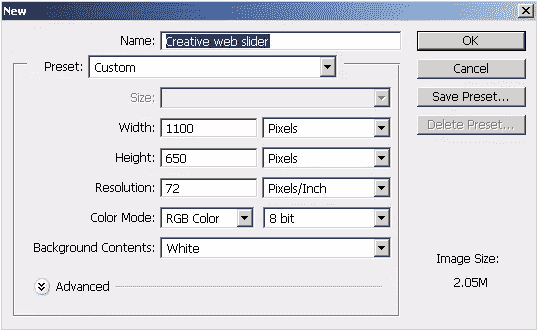 New
Name: Creative web slider
OK
Preset: Custom
Cancel
Size:
Save Preset...
Width: 1100 Pixels
Delete Preset...
Height: 650 Pixels
Resolution: 72 Pixels/Inch
Color Mode: RGB Color 8 bit
Background Contents: White
Image Size:
2.05M
Advanced